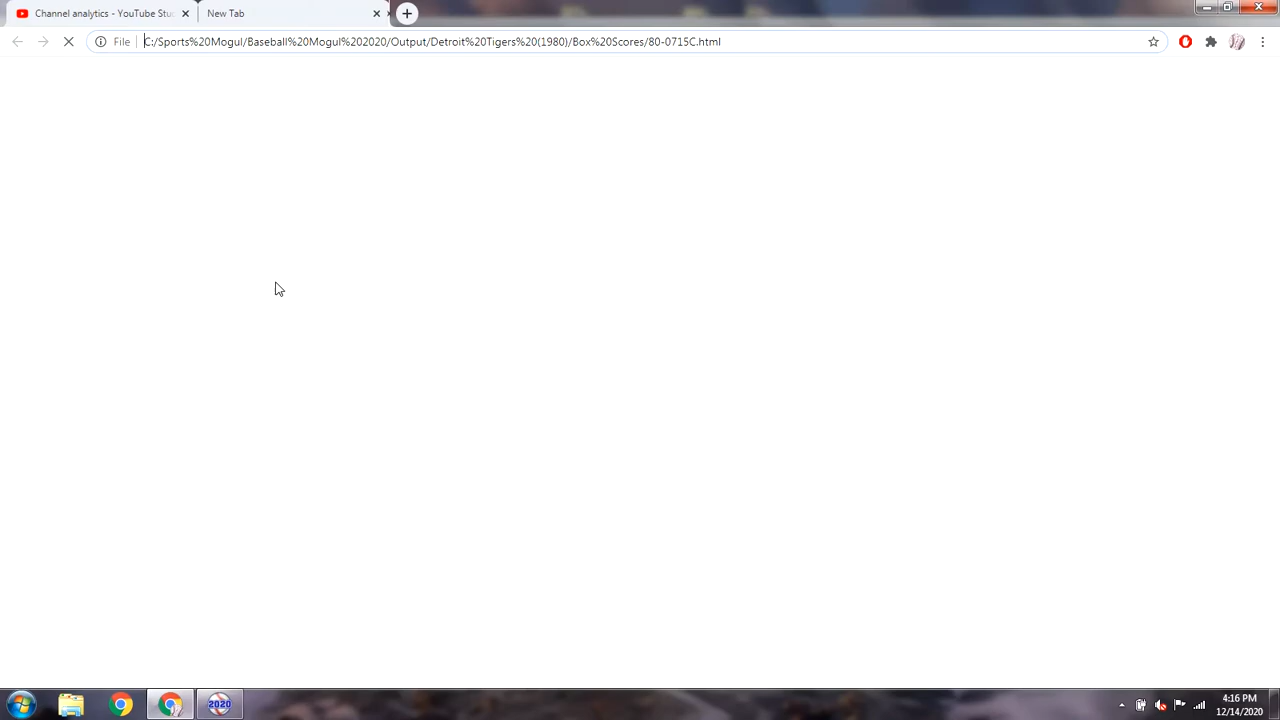 Channel analytics - YouTube Stu
New Tab
File
C:/Sports%20Mogul/Baseball%20Mogul%202020/Output/Detroit%20Tigers%20(1980)/Box%20Scores/80-0715C.html
2020
4:16 PM
12/14/2020